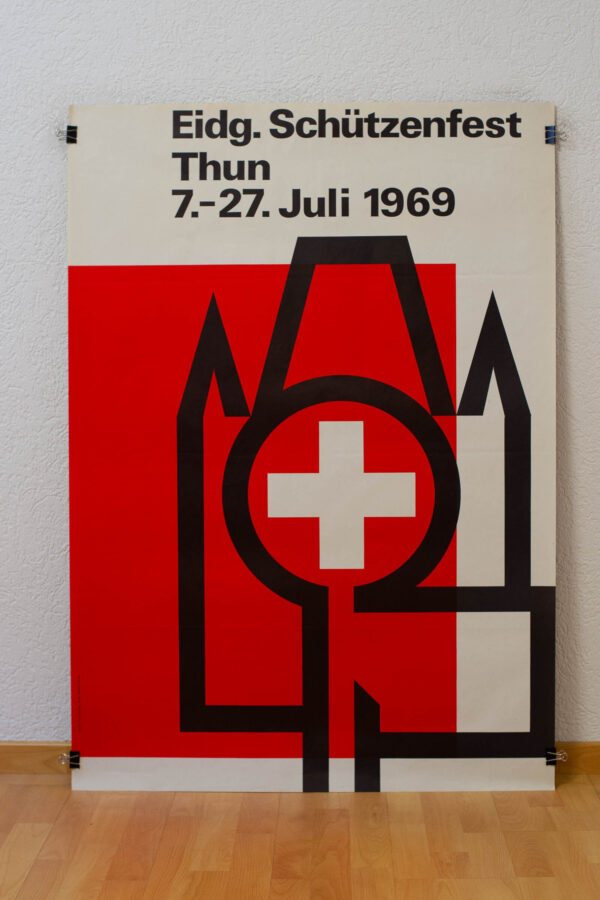 Eidg. Schützenfest
Thun
7.–27. Juli 1969